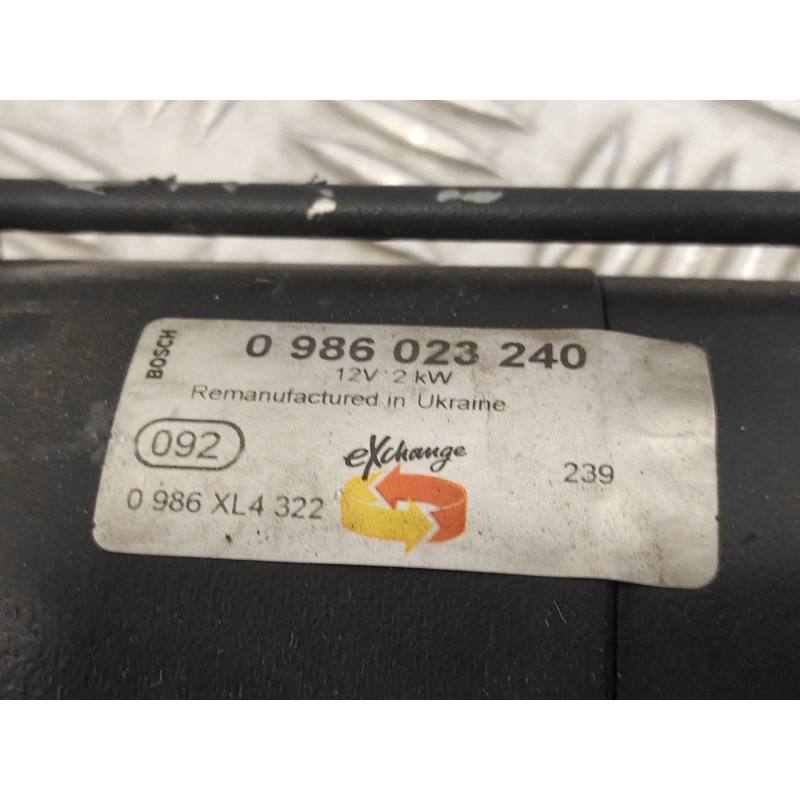 BOSCH
0 986 023 240
12V 2 kW
Remanufactured in Ukraine
092
eXchange
239
0 986 XL4 322